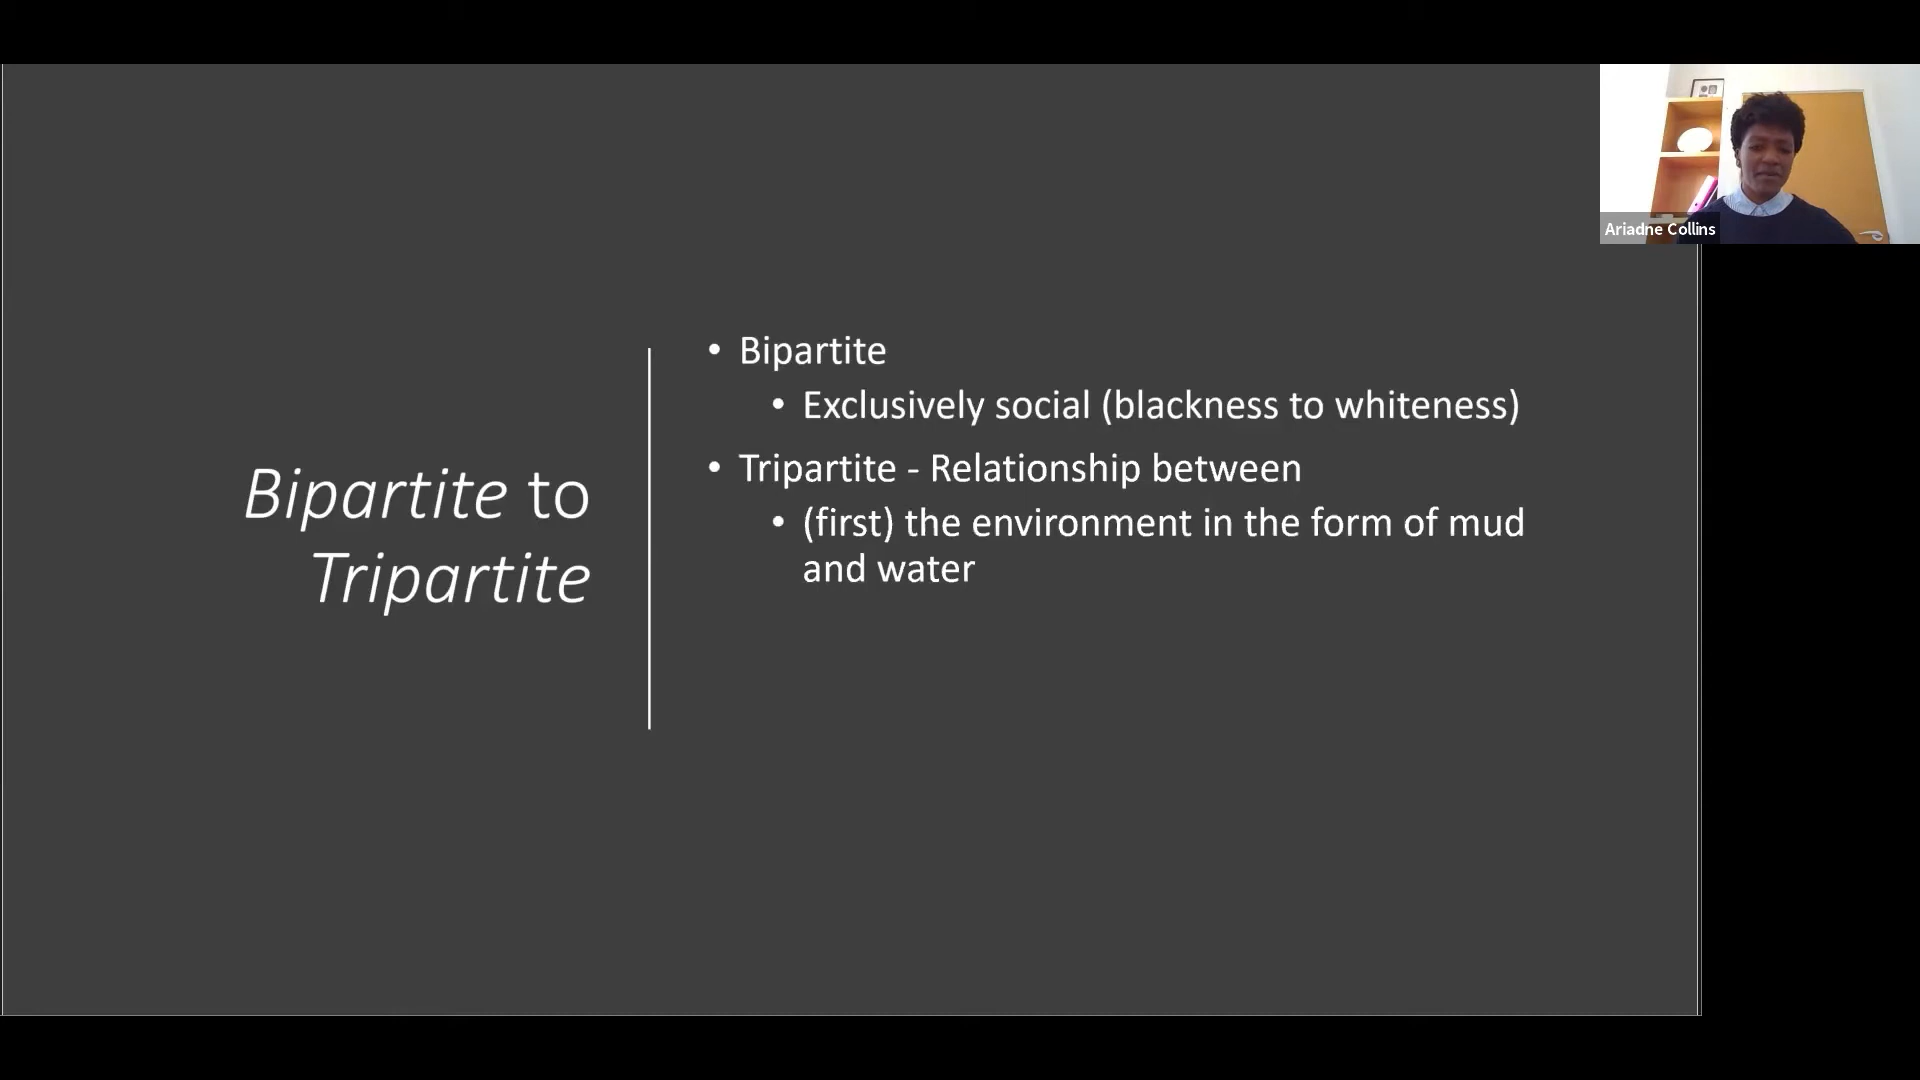 Bipartite to
Tripartite
• Bipartite
• Exclusively social (blackness to whiteness)
• Tripartite - Relationship between
• (first) the environment in the form of mud
and water
Ariadne Collins